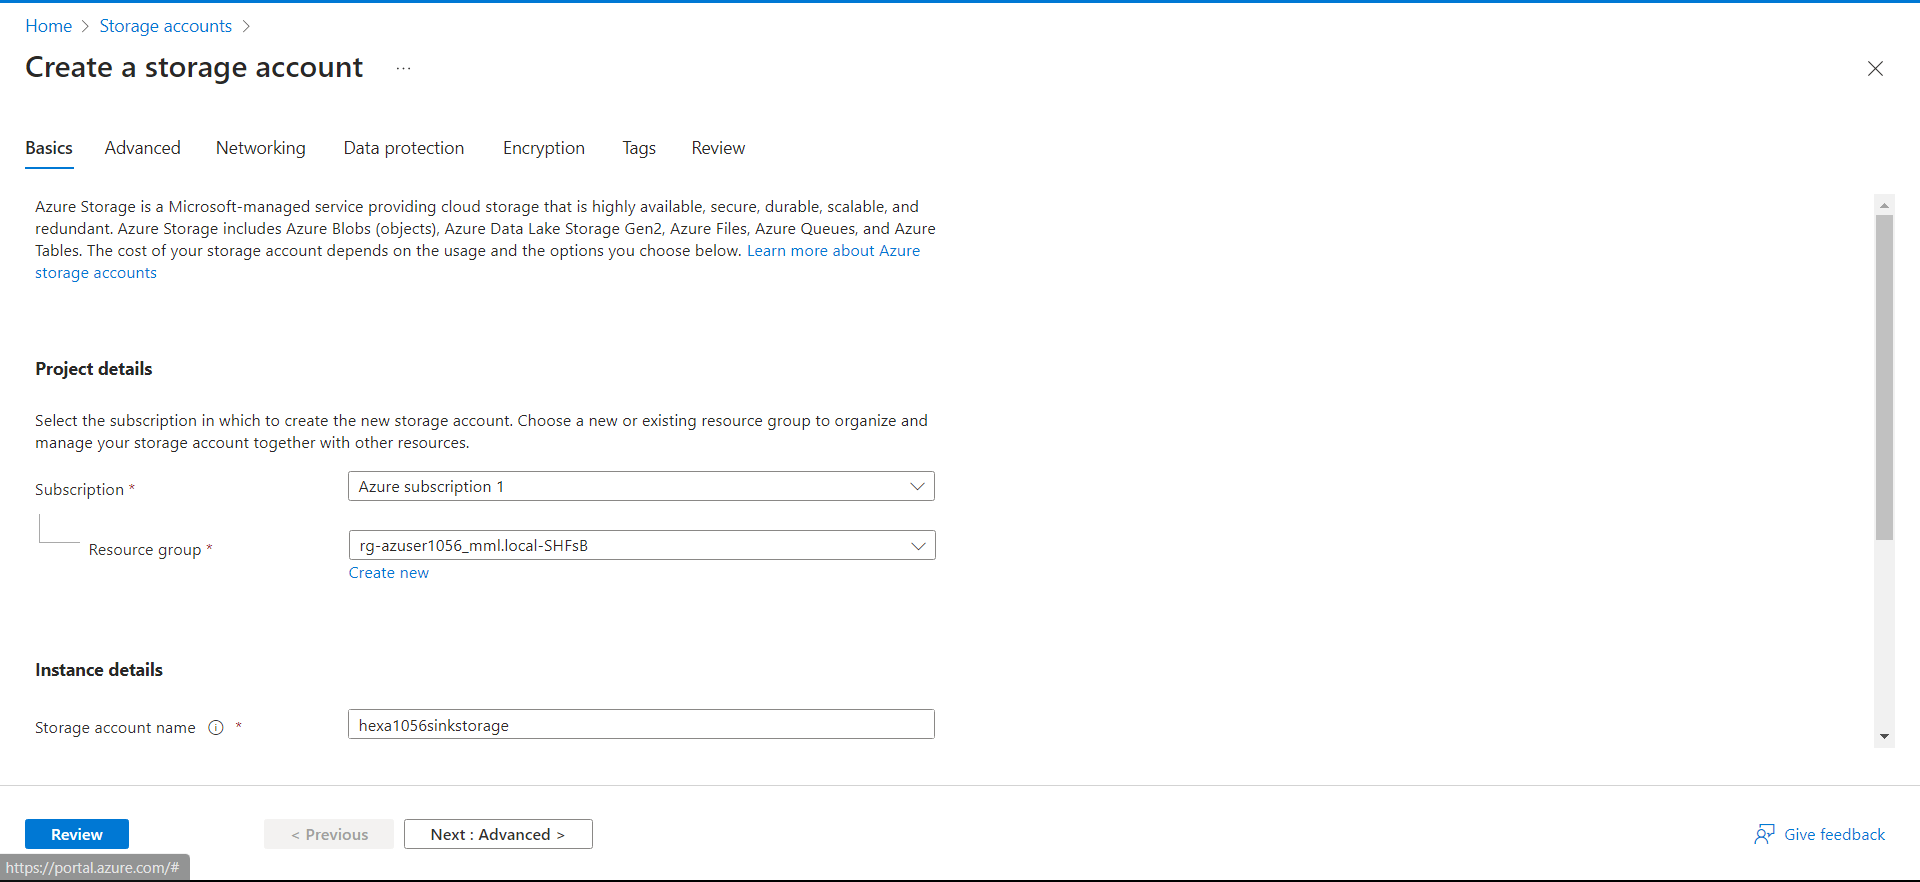 Home > Storage accounts >
Create a storage account ...
Basics Advanced Networking Data protection Encryption Tags Review
Azure Storage is a Microsoft-managed service providing cloud storage that is highly available, secure, durable, scalable, and
redundant. Azure Storage includes Azure Blobs (objects), Azure Data Lake Storage Gen2, Azure Files, Azure Queues, and Azure
Tables. The cost of your storage account depends on the usage and the options you choose below. Learn more about Azure
storage accounts
Project details
Select the subscription in which to create the new storage account. Choose a new or existing resource group to organize and
manage your storage account together with other resources.
Subscription * Azure subscription 1
Resource group * rg-azuser1056_mml.local-SHFsB
Create new
Instance details
Storage account name * hexa1056sinkstorage
Review < Previous Next : Advanced > Give feedback
https://portal.azure.com/#